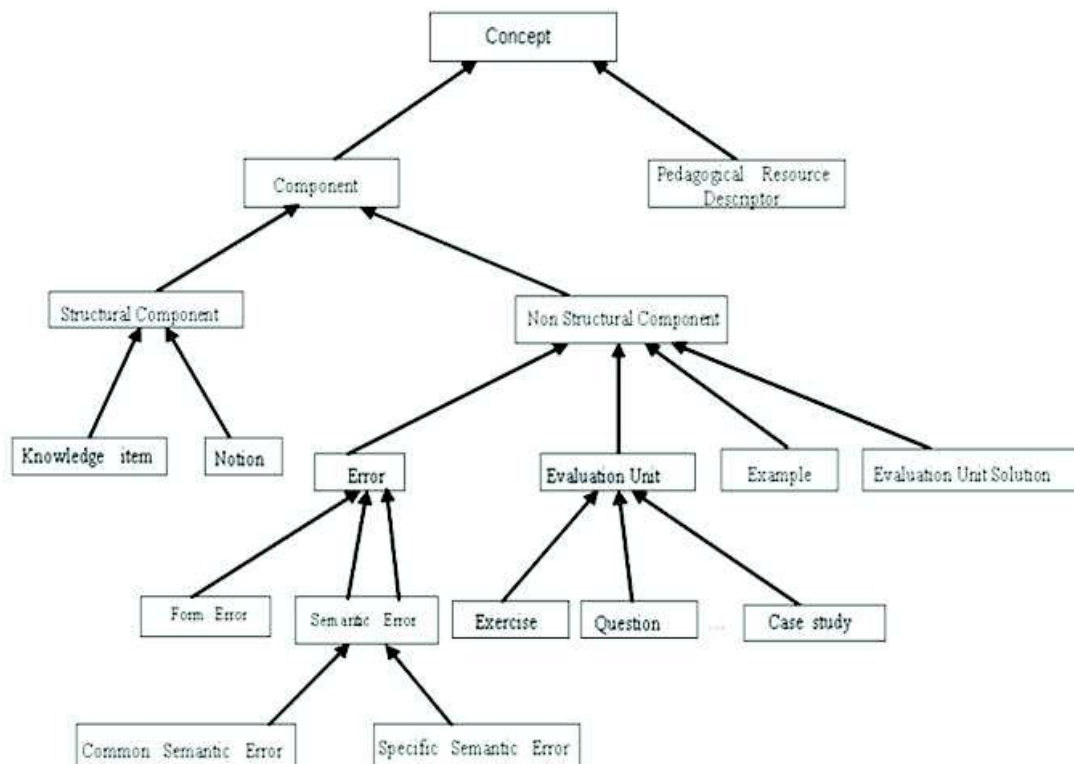 Concept
Component
Pedagogical Resource
Descriptor
Structural Component
Non Structural Component
Knowledge item
Notion
Error
Evaluation Unit
Example
Evaluation Unit Solution
Form Error
Semantic Error
Exercise
Question
...
Case study
Common Semantic Error
Specific Semantic Error